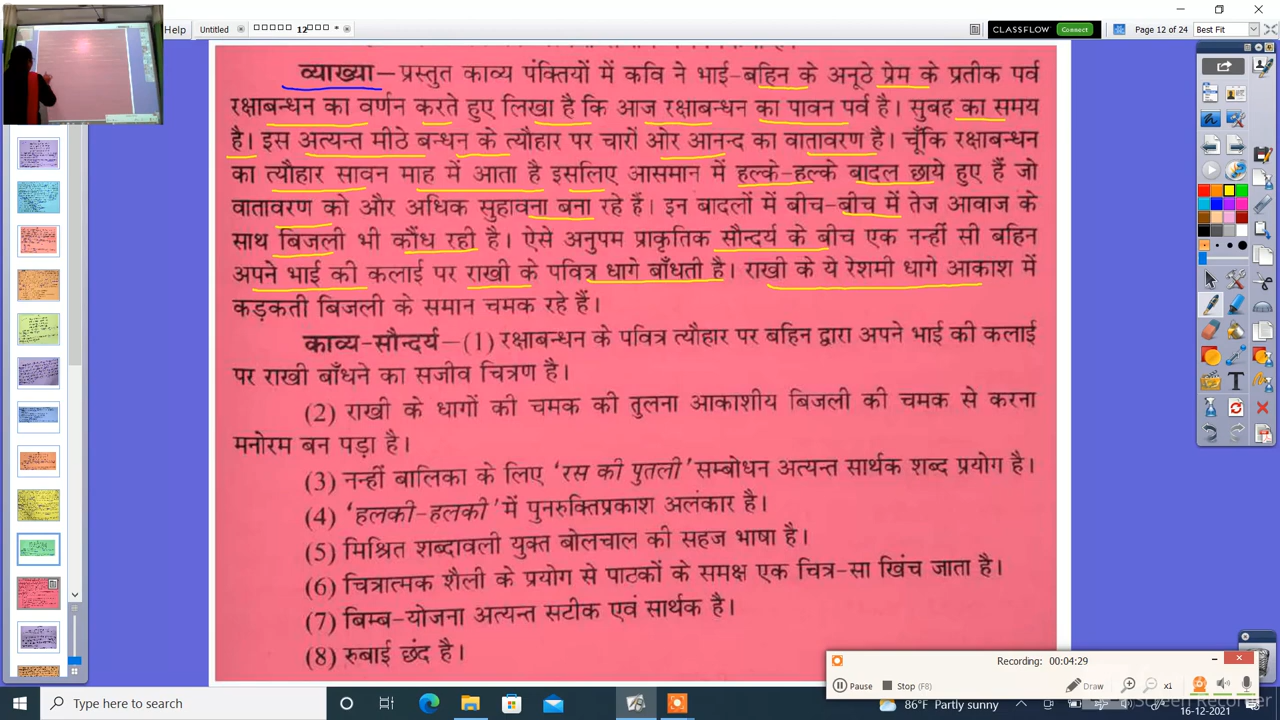 Help
Untitled
12
CLASSFLOW
Connect
Page 12 of 24
Best Fit
व्याख्या—प्रस्तुत काव्य पंक्तियों में कवि ने भाई-बहिन के अनूठे प्रेम के प्रतीक पर्व
रक्षाबन्धन का वर्णन करते हुए लिखा है कि आज रक्षाबन्धन का पावन पर्व है। सुबह का समय
है। इस अत्यन्त मीठे बन्धन के त्यौहार पर चारों ओर आनन्द का वातावरण है। चूँकि रक्षाबन्धन
का त्यौहार सावन माह में आता है इसलिए आसमान में हल्के-हल्के बादल छाये हुए हैं जो
वातावरण को और अधिक सुहावना बना रहे हैं। इन बादलों में बीच-बीच में तेज आवाज के
साथ बिजली भी कौंध रही है। ऐसे अनुपम प्राकृतिक सौन्दर्य के बीच एक नन्हीं सी बहिन
अपने भाई की कलाई पर राखी के पवित्र धागे बाँधती है। राखी के ये रेशमी धागे आकाश में
कड़कती बिजली के समान चमक रहे हैं।
काव्य-सौन्दर्य—(1) रक्षाबन्धन के पवित्र त्यौहार पर बहिन द्वारा अपने भाई की कलाई
पर राखी बाँधने का सजीव चित्रण है।
(2) राखी के धागों की चमक की तुलना आकाशीय बिजली की चमक से करना
मनोरम बन पड़ा है।
(3) नन्हीं बालिका के लिए 'रस की पुतली' सम्बोधन अत्यन्त सार्थक शब्द प्रयोग है।
(4) 'हलकी-हलकी' में पुनरुक्तिप्रकाश अलंकार है।
(5) मिश्रित शब्दावली युक्त बोलचाल की सहज भाषा है।
(6) चित्रात्मक शैली के प्रयोग से पाठकों के समक्ष एक चित्र-सा खिंच जाता है।
(7) बिम्ब-योजना अत्यन्त सटीक एवं सार्थक है।
(8) रुबाई छंद है।
Recording: 00:04:29
Pause
Stop (F8)
Draw
x1
Type here to search
86°F Partly sunny
16-12-2021
Screen Recorder